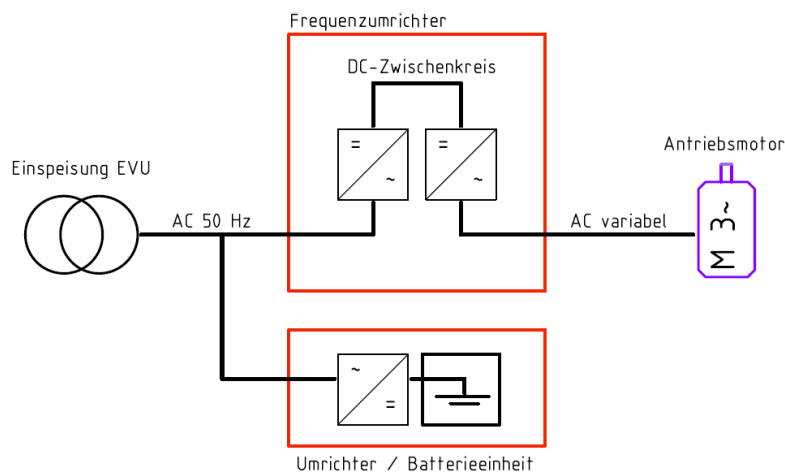 Frequenzumrichter
DC-Zwischenkreis
=
~
=
~
Einspeisung EVU
Antriebsmotor
AC 50 Hz
AC variabel
M 3~
~
=
Umrichter / Batterieeinheit